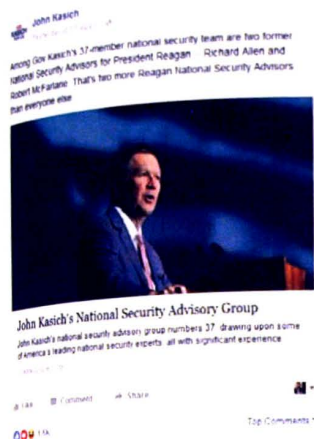 John Kasich
Among Gov Kasich's 37-member national security team are two former
National Security Advisors for President Reagan Richard Allen and
Robert McFarlane That's two more Reagan National Security Advisors
than everyone else
John Kasich's National Security Advisory Group
John Kasich's national security advisory group numbers 37 drawing upon some
of America's leading national security experts all with significant experience
Comment Share
Top Comments